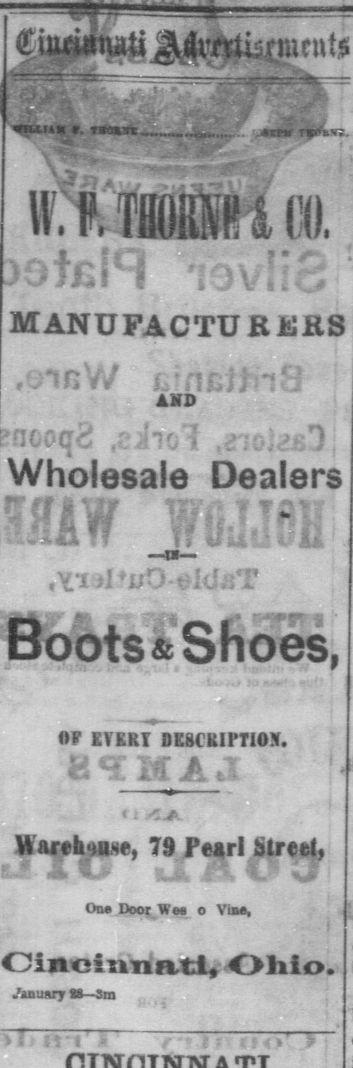 Cincinnati Advertisements
WILLIAM F. THORNE........................JOSEPH THORNE.
W. F. THORNE & CO.
MANUFACTURERS
AND
Wholesale Dealers
—IN—
Boots & Shoes,
OF EVERY DESCRIPTION.
Warehouse, 79 Pearl Street,
One Door Wes o Vine,
Cincinnati, Ohio.
January 28—3m
CINCINNATI